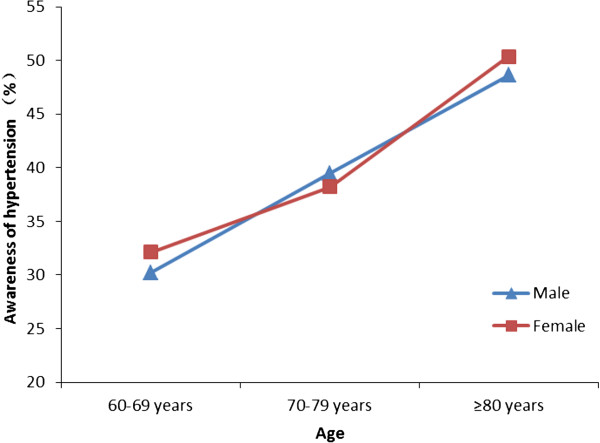 55
50
45
40
35
30
25
20
Awareness of hypertension （%）
Male
Female
60-69 years
70-79 years
≥80 years
Age